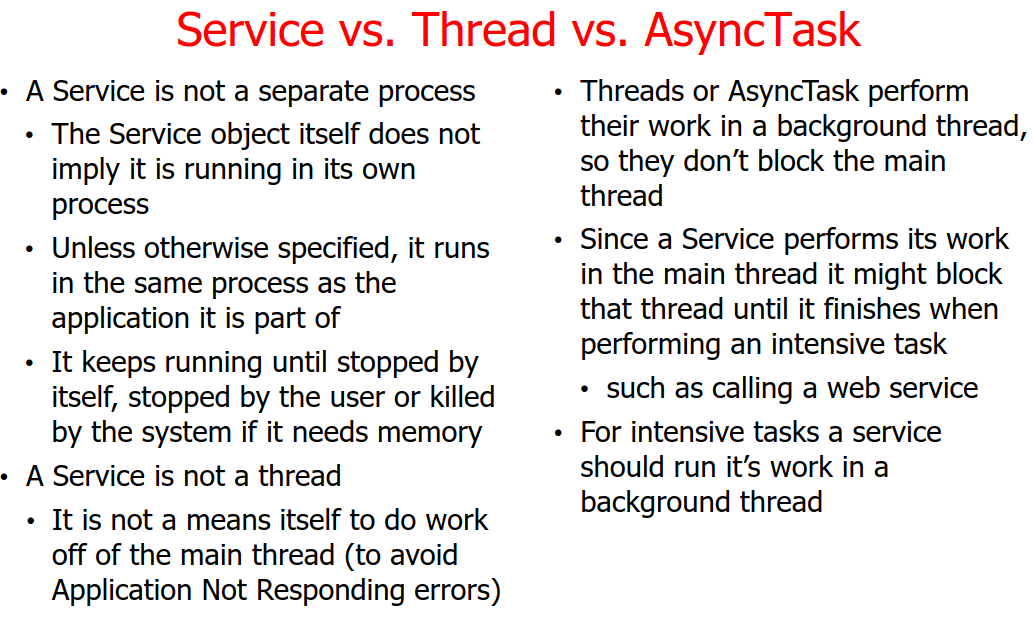 Service vs. Thread vs. AsyncTask
• A Service is not a separate process
• The Service object itself does not
imply it is running in its own
process
• Unless otherwise specified, it runs
in the same process as the
application it is part of
• It keeps running until stopped by
itself, stopped by the user or killed
by the system if it needs memory
• A Service is not a thread
• It is not a means itself to do work
off of the main thread (to avoid
Application Not Responding errors)
• Threads or AsyncTask perform
their work in a background thread,
so they don’t block the main
thread
• Since a Service performs its work
in the main thread it might block
that thread until it finishes when
performing an intensive task
• such as calling a web service
• For intensive tasks a service
should run it’s work in a
background thread